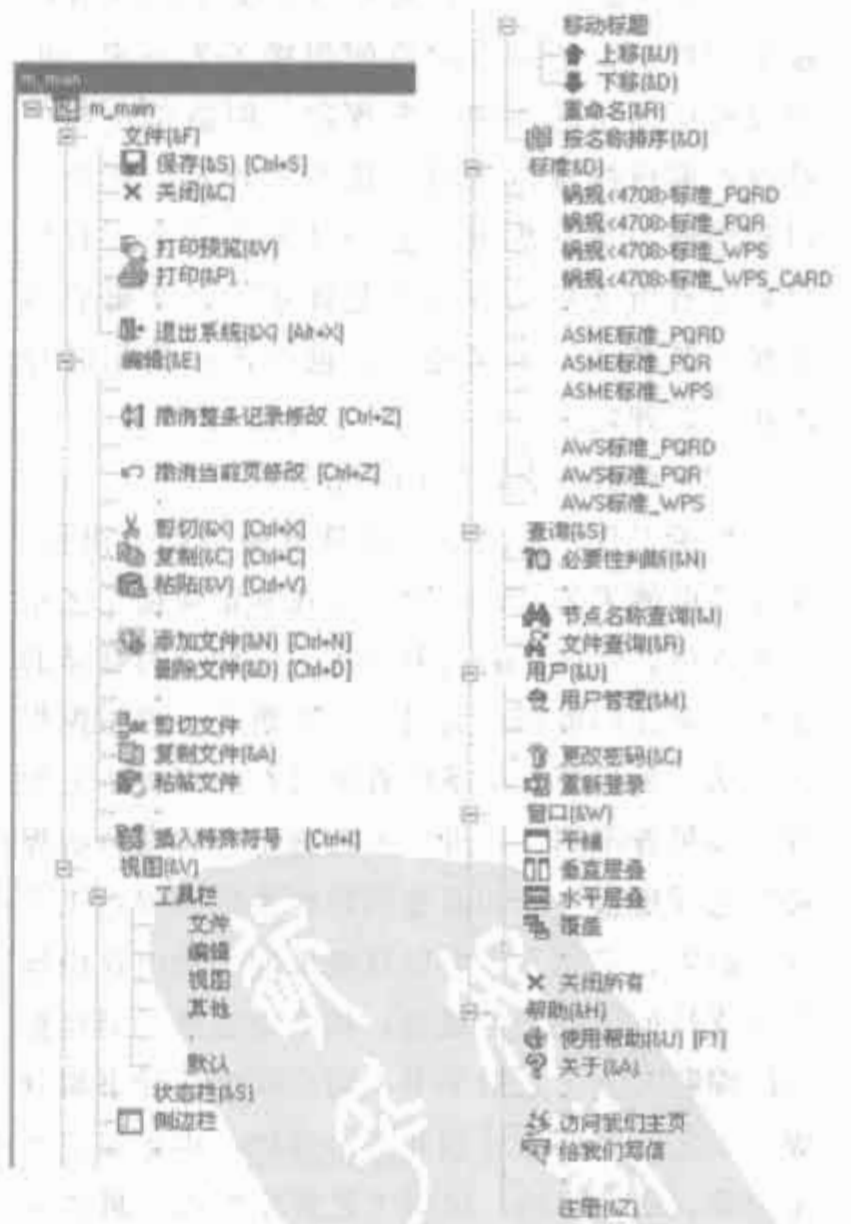 m_main
m_main
文件(&F)
保存(&S) [Ctrl+S]
关闭(&C)
打印预览(&V)
打印(&P)..
退出系统(&X) [Alt+X]
编辑(&E)
撤消整条记录修改 [Ctrl+Z]
撤消当前页修改 [Ctrl+Z]
剪切(&X) [Ctrl+X]
复制(&C) [Ctrl+C]
粘贴(&V) [Ctrl+V]
添加文件(&N) [Ctrl+N]
删除文件(&D) [Ctrl+D]
剪切文件
复制文件(&A)
粘帖文件
插入特殊符号 [Ctrl+I]
视图(&V)
工具栏
文件
编辑
视图
其他
默认
状态栏(&S)
侧边栏
移动标题
上移(&U)
下移(&D)
重命名(&R)
按名称排序(&O)
标准(&D)
锅规<4708>标准_PQRD
锅规<4708>标准_PQR
锅规<4708>标准_WPS
锅规<4708>标准_WPS_CARD
ASME标准_PQRD
ASME标准_PQR
ASME标准_WPS
AWS标准_PQRD
AWS标准_PQR
AWS标准_WPS
查询(&S)
必要性判断(&N)
节点名称查询(&J)
文件查询(&R)
用户(&U)
用户管理(&M)
更改密码(&C)
重新登录
窗口(&W)
平铺
垂直层叠
水平层叠
覆盖
关闭所有
帮助(&H)
使用帮助(&U) [F1]
关于(&A)..
访问我们主页
给我们写信
注册(&Z)